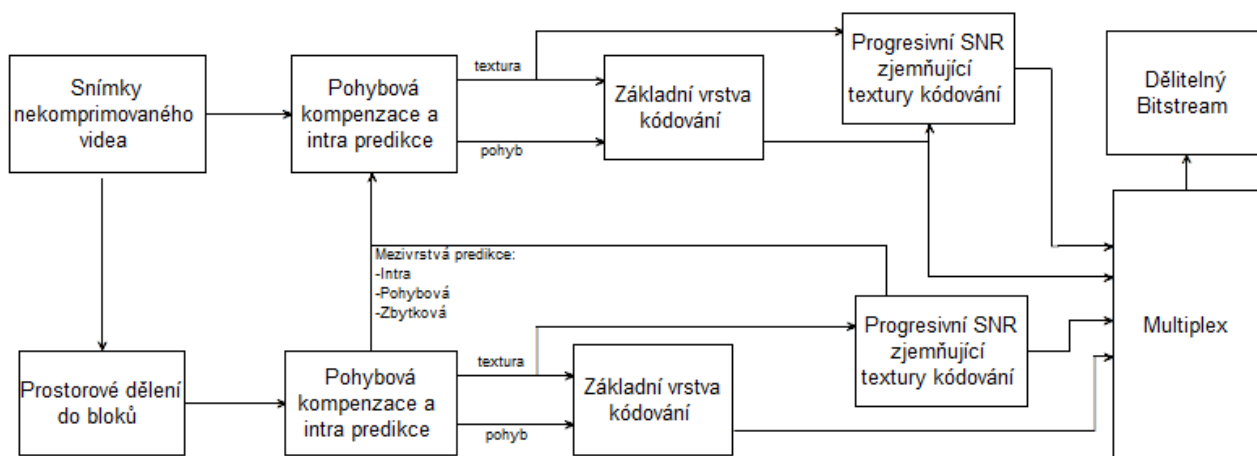 Snímky
nekomprimovaného
videa
Pohybová
kompenzace a
intra predikce
textura
pohyb
Základní vrstva
kódování
Progresivní SNR
zjemňující
textury kódování
Dělitelný
Bitstream
Mezivrstvá predikce:
-Intra
-Pohybová
-Zbytková
Prostorové dělení
do bloků
Pohybová
kompenzace a
intra predikce
textura
pohyb
Základní vrstva
kódování
Progresivní SNR
zjemňující
textury kódování
Multiplex